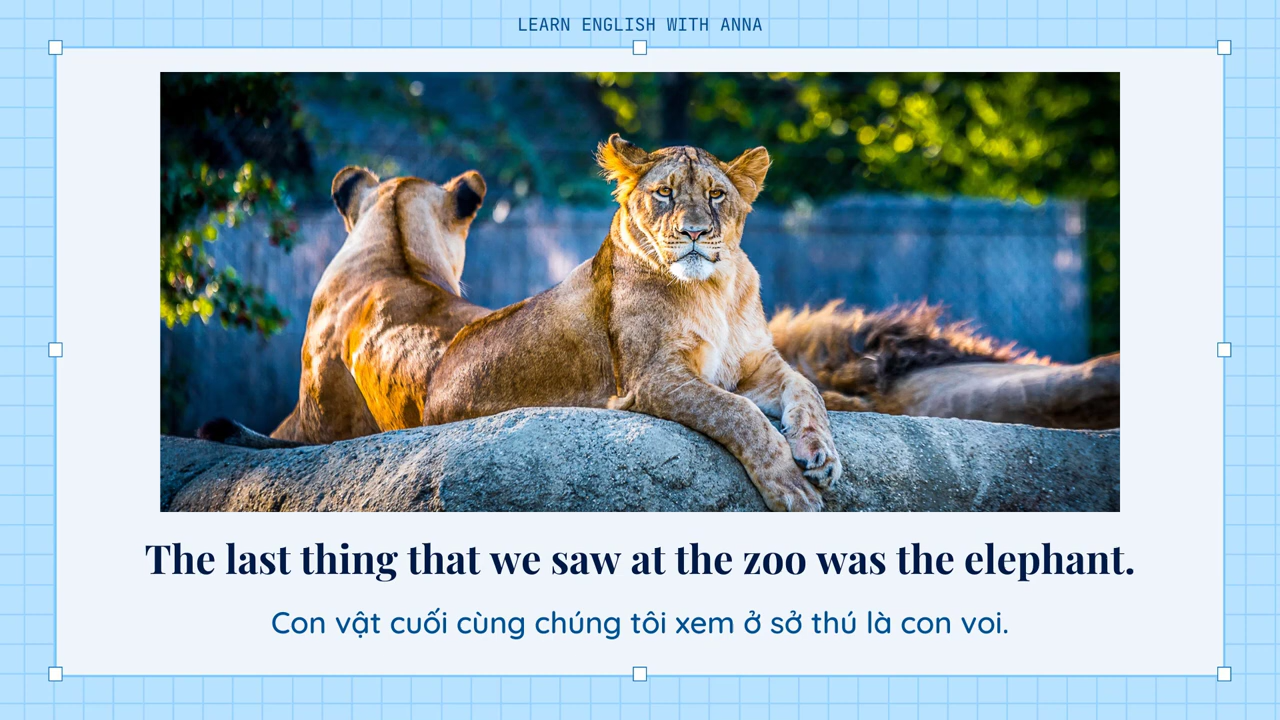 LEARN ENGLISH WITH ANNA
The last thing that we saw at the zoo was the elephant.
Con vật cuối cùng chúng tôi xem ở sở thú là con voi.